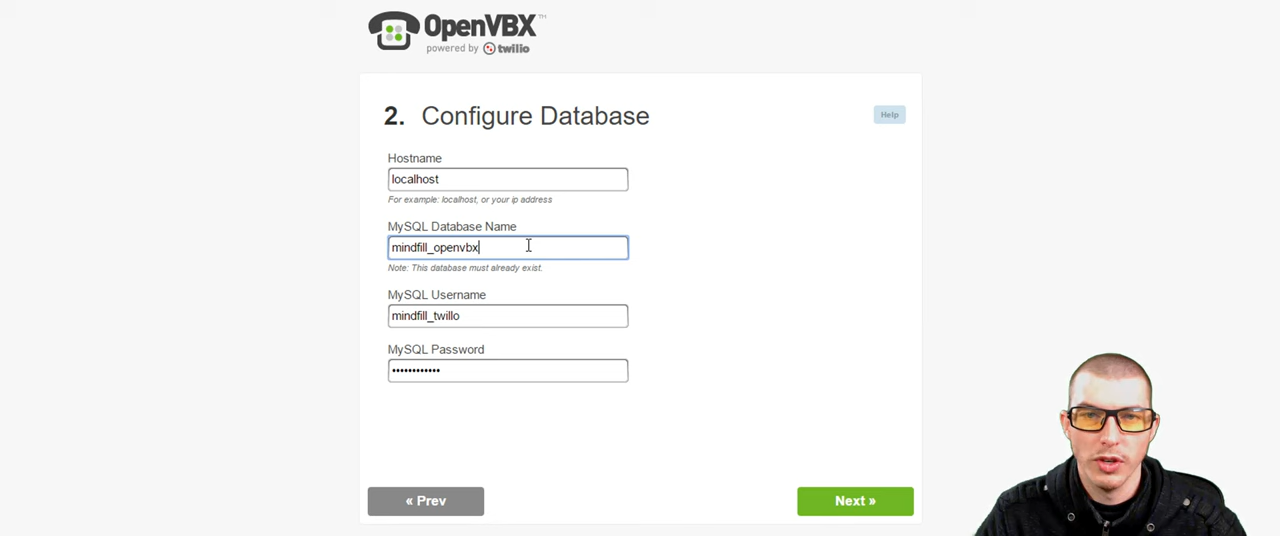 OpenVBX™
powered by twilio
2. Configure Database
Help
Hostname
localhost
For example: localhost, or your ip address
MySQL Database Name
mindfill_openvbx
Note: This database must already exist.
MySQL Username
mindfill_twillo
MySQL Password
••••••••••••
« Prev
Next »